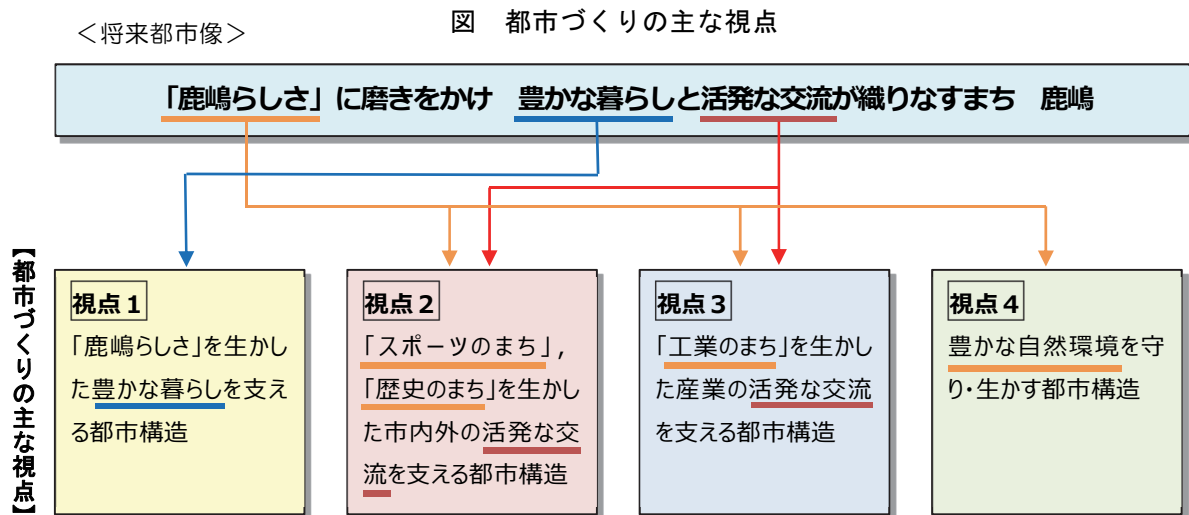 図　都市づくりの主な視点
＜将来都市像＞
「鹿嶋らしさ」に磨きをかけ　豊かな暮らしと活発な交流が織りなすまち　鹿嶋
【都市づくりの主な視点】
視点１
「鹿嶋らしさ」を生かし
た豊かな暮らしを支え
る都市構造
視点２
「スポーツのまち」，
「歴史のまち」を生かし
た市内外の活発な交
流を支える都市構造
視点３
「工業のまち」を生かし
た産業の活発な交流
を支える都市構造
視点４
豊かな自然環境を守
り・生かす都市構造